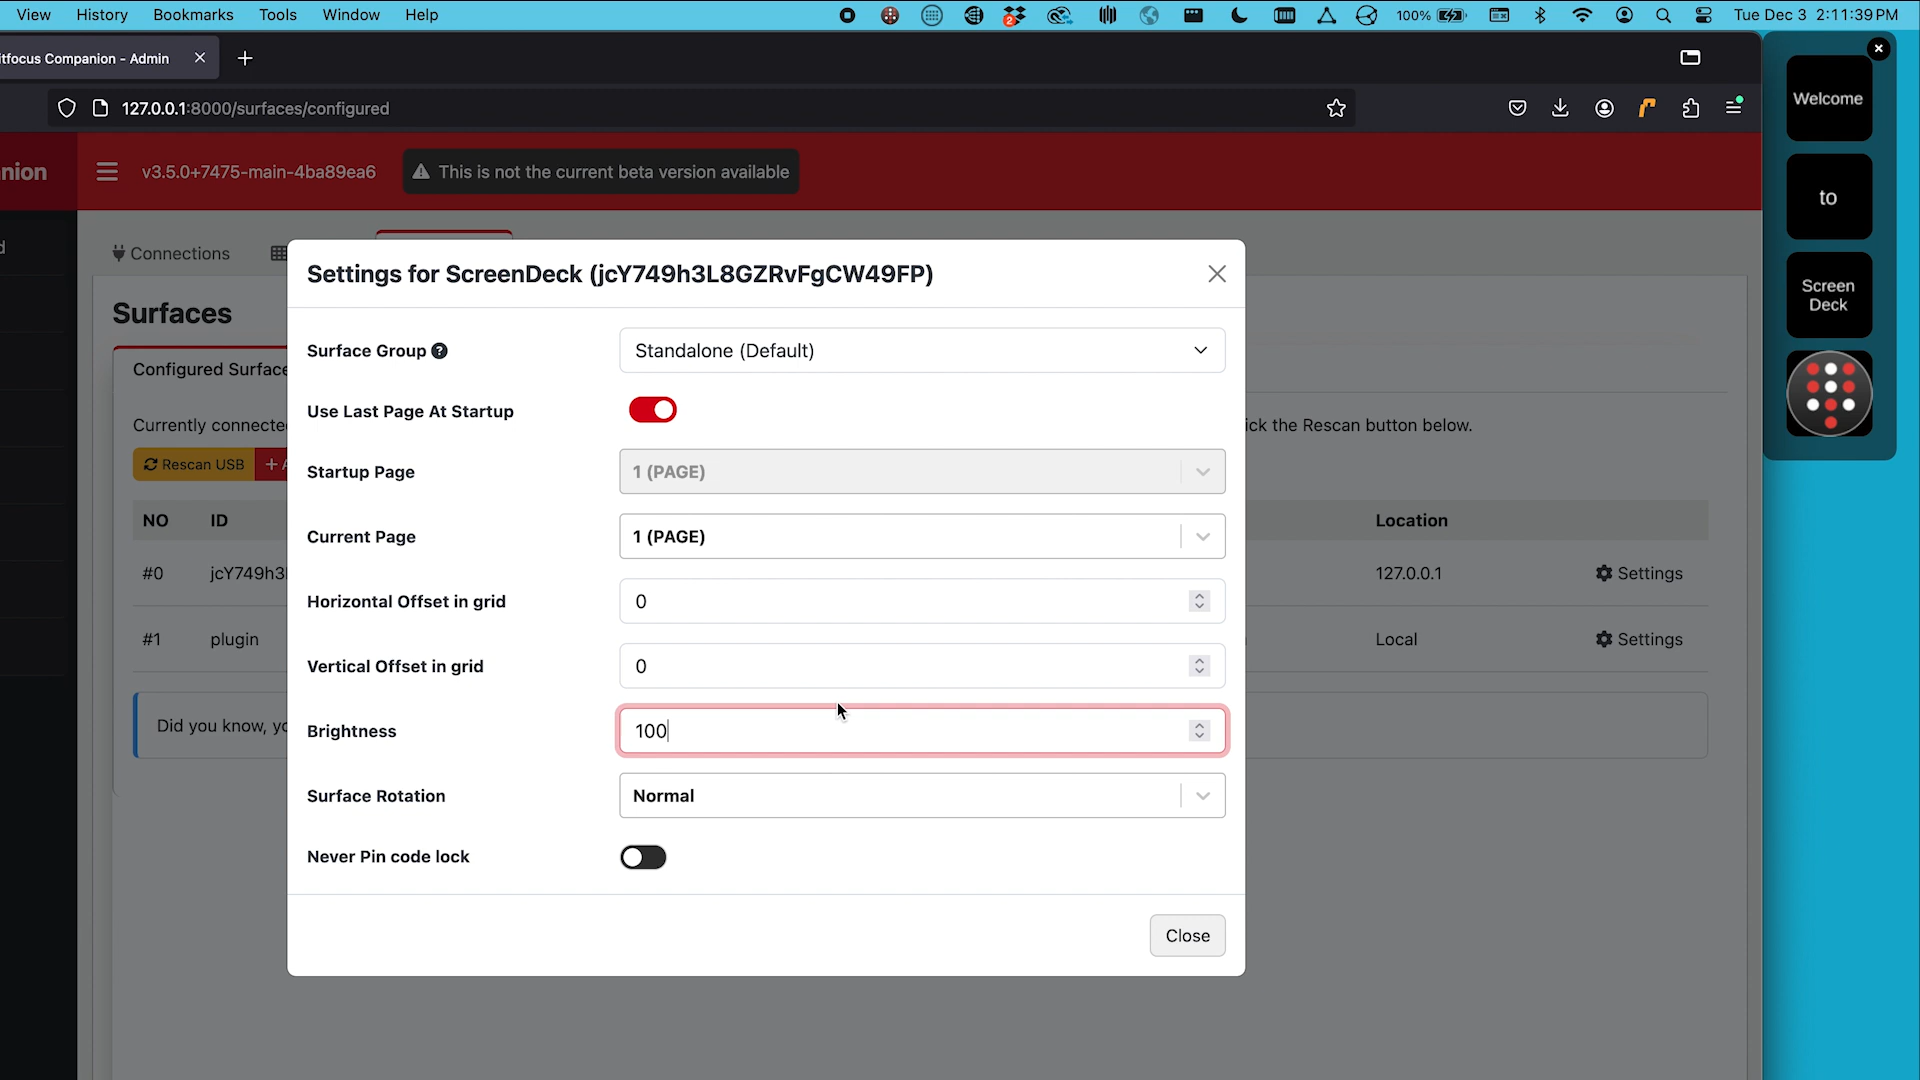 View History Bookmarks Tools Window Help 2 100% Tue Dec 3 2:11:39 PM
itfocus Companion - Admin
127.0.0.1:8000/surfaces/configured
nion v3.5.0+7475-main-4ba89ea6 This is not the current beta version available
d
Connections
Surfaces
Configured Surface
Currently connecte
ick the Rescan button below.
Rescan USB + A
NO ID Location
#0 jcY749h3l 127.0.0.1 Settings
#1 plugin Local Settings
Did you know, yo
Settings for ScreenDeck (jcY749h3L8GZRvFgCW49FP)
Surface Group ? Standalone (Default)
Use Last Page At Startup
Startup Page 1 (PAGE)
Current Page 1 (PAGE)
Horizontal Offset in grid 0
Vertical Offset in grid 0
Brightness 100
Surface Rotation Normal
Never Pin code lock
Close
Welcome
to
Screen
Deck